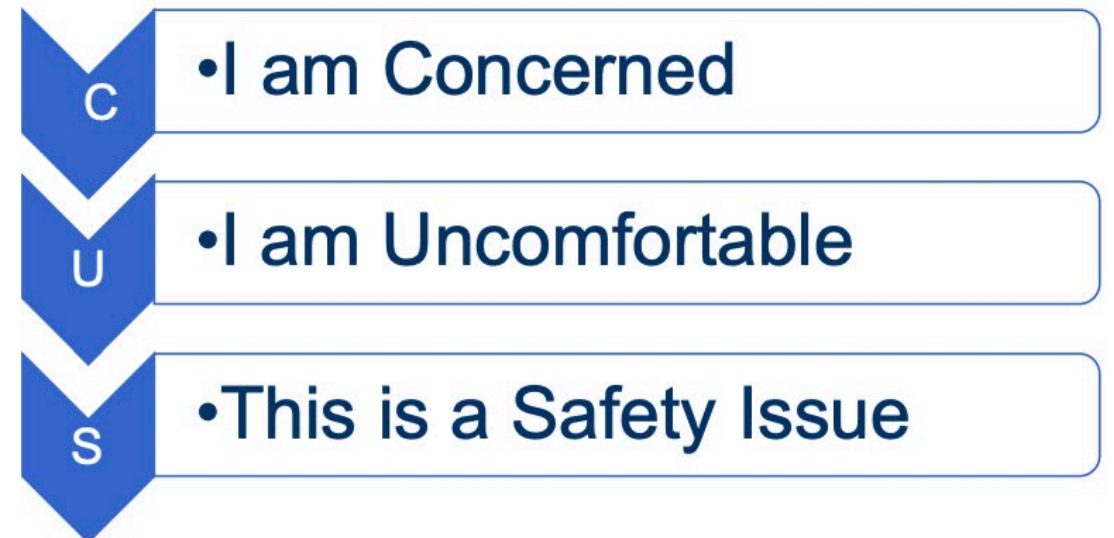 C
•I am Concerned
U
•I am Uncomfortable
S
•This is a Safety Issue